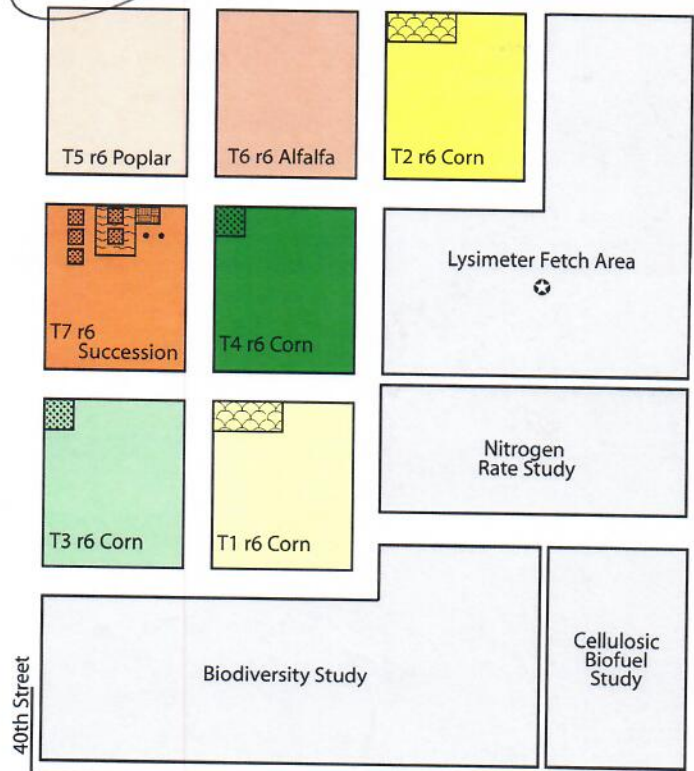 T5 r6 Poplar
T6 r6 Alfalfa
T2 r6 Corn
Lysimeter Fetch Area
T7 r6
Succession
T4 r6 Corn
Nitrogen
Rate Study
T3 r6 Corn
T1 r6 Corn
Biodiversity Study
Cellulosic
Biofuel
Study
40th Street